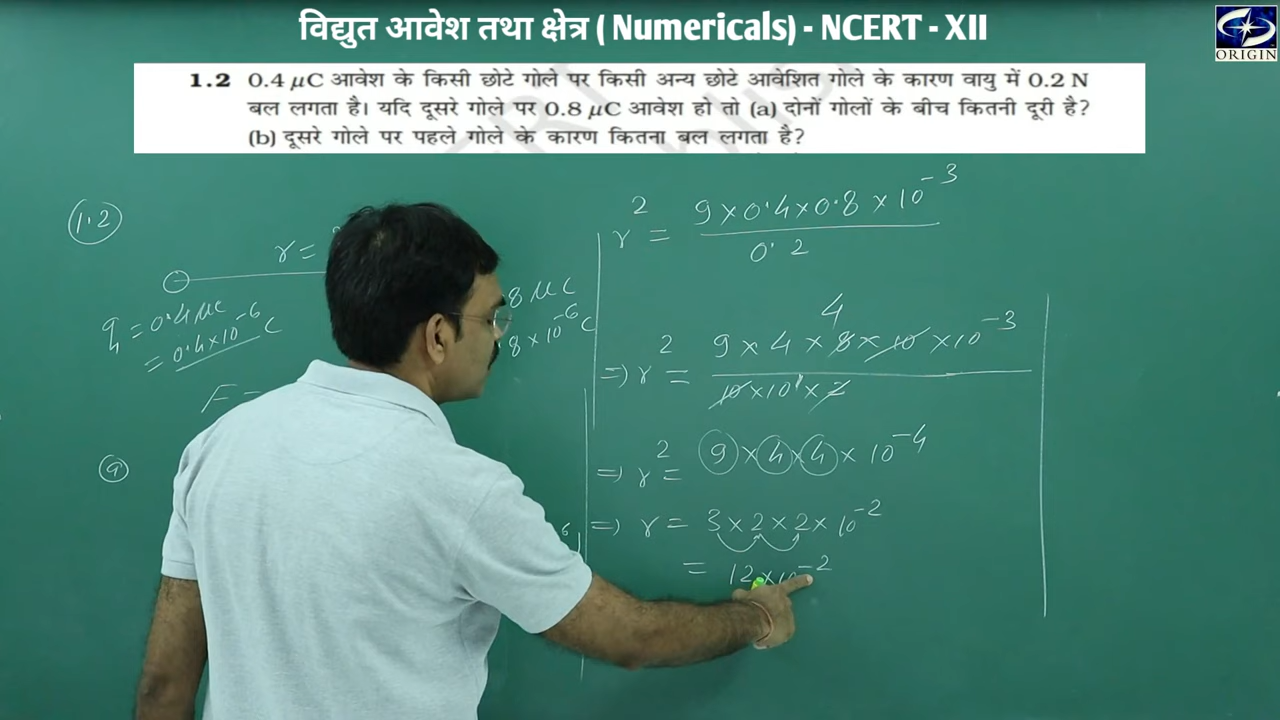 विद्युत आवेश तथा क्षेत्र ( Numericals) - NCERT - XII
ORIGIN
1.2 0.4 μC आवेश के किसी छोटे गोले पर किसी अन्य छोटे आवेशित गोले के कारण वायु में 0.2 N
बल लगता है। यदि दूसरे गोले पर 0.8 μC आवेश हो तो (a) दोनों गोलों के बीच कितनी दूरी है?
(b) दूसरे गोले पर पहले गोले के कारण कितना बल लगता है?
1.2
r =
q = 0.4 μC
= 0.4 × 10⁻⁶ C
8 μC
.8 × 10⁻⁶ C
F =
a
r² = 9 × 0.4 × 0.8 × 10⁻³ / 0.2
4
⇒ r² = 9 × 4 × 8 × 10 × 10⁻³ / 10 × 10¹ × 2
⇒ r² = 9 × 4 × 4 × 10⁻⁴
⇒ r = 3 × 2 × 2 × 10⁻²
= 12 × 10⁻²